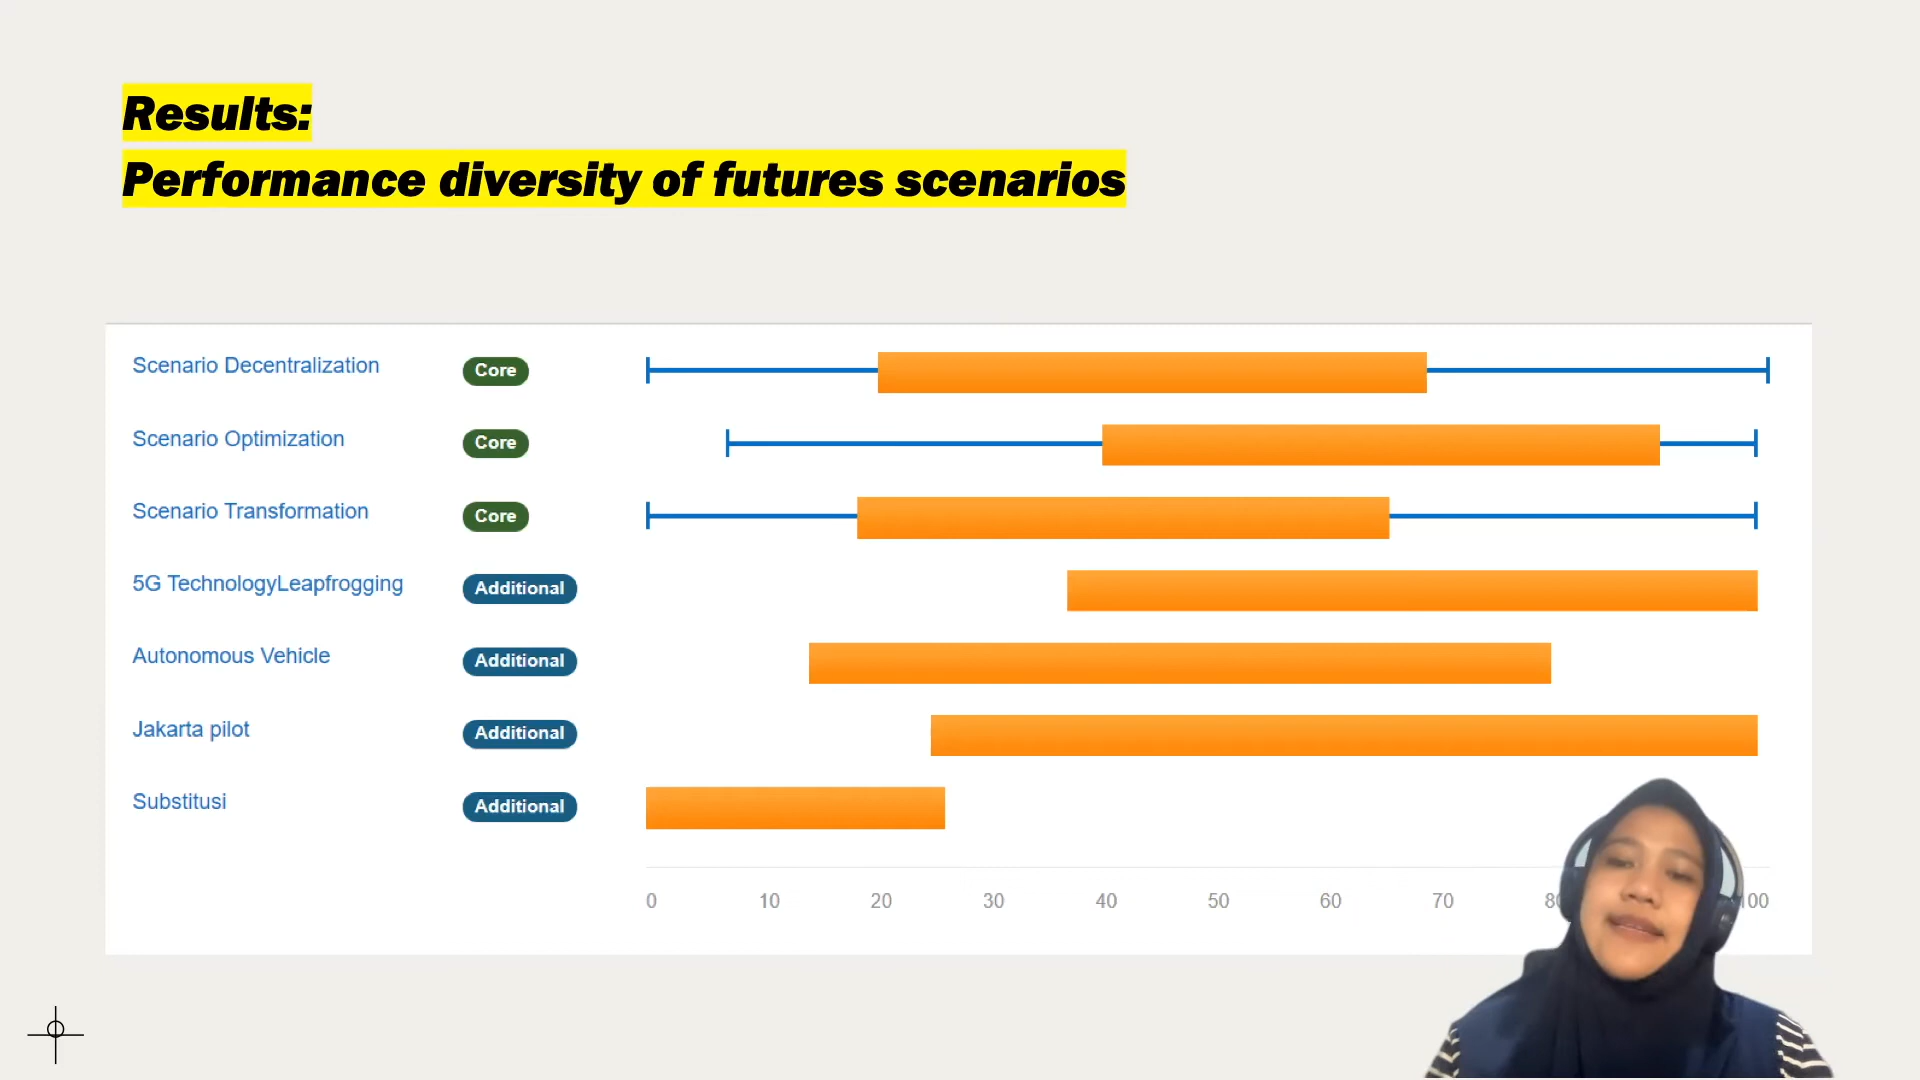 Results:
Performance diversity of futures scenarios
Scenario Decentralization Core
Scenario Optimization Core
Scenario Transformation Core
5G TechnologyLeapfrogging Additional
Autonomous Vehicle Additional
Jakarta pilot Additional
Substitusi Additional
0 10 20 30 40 50 60 70 100